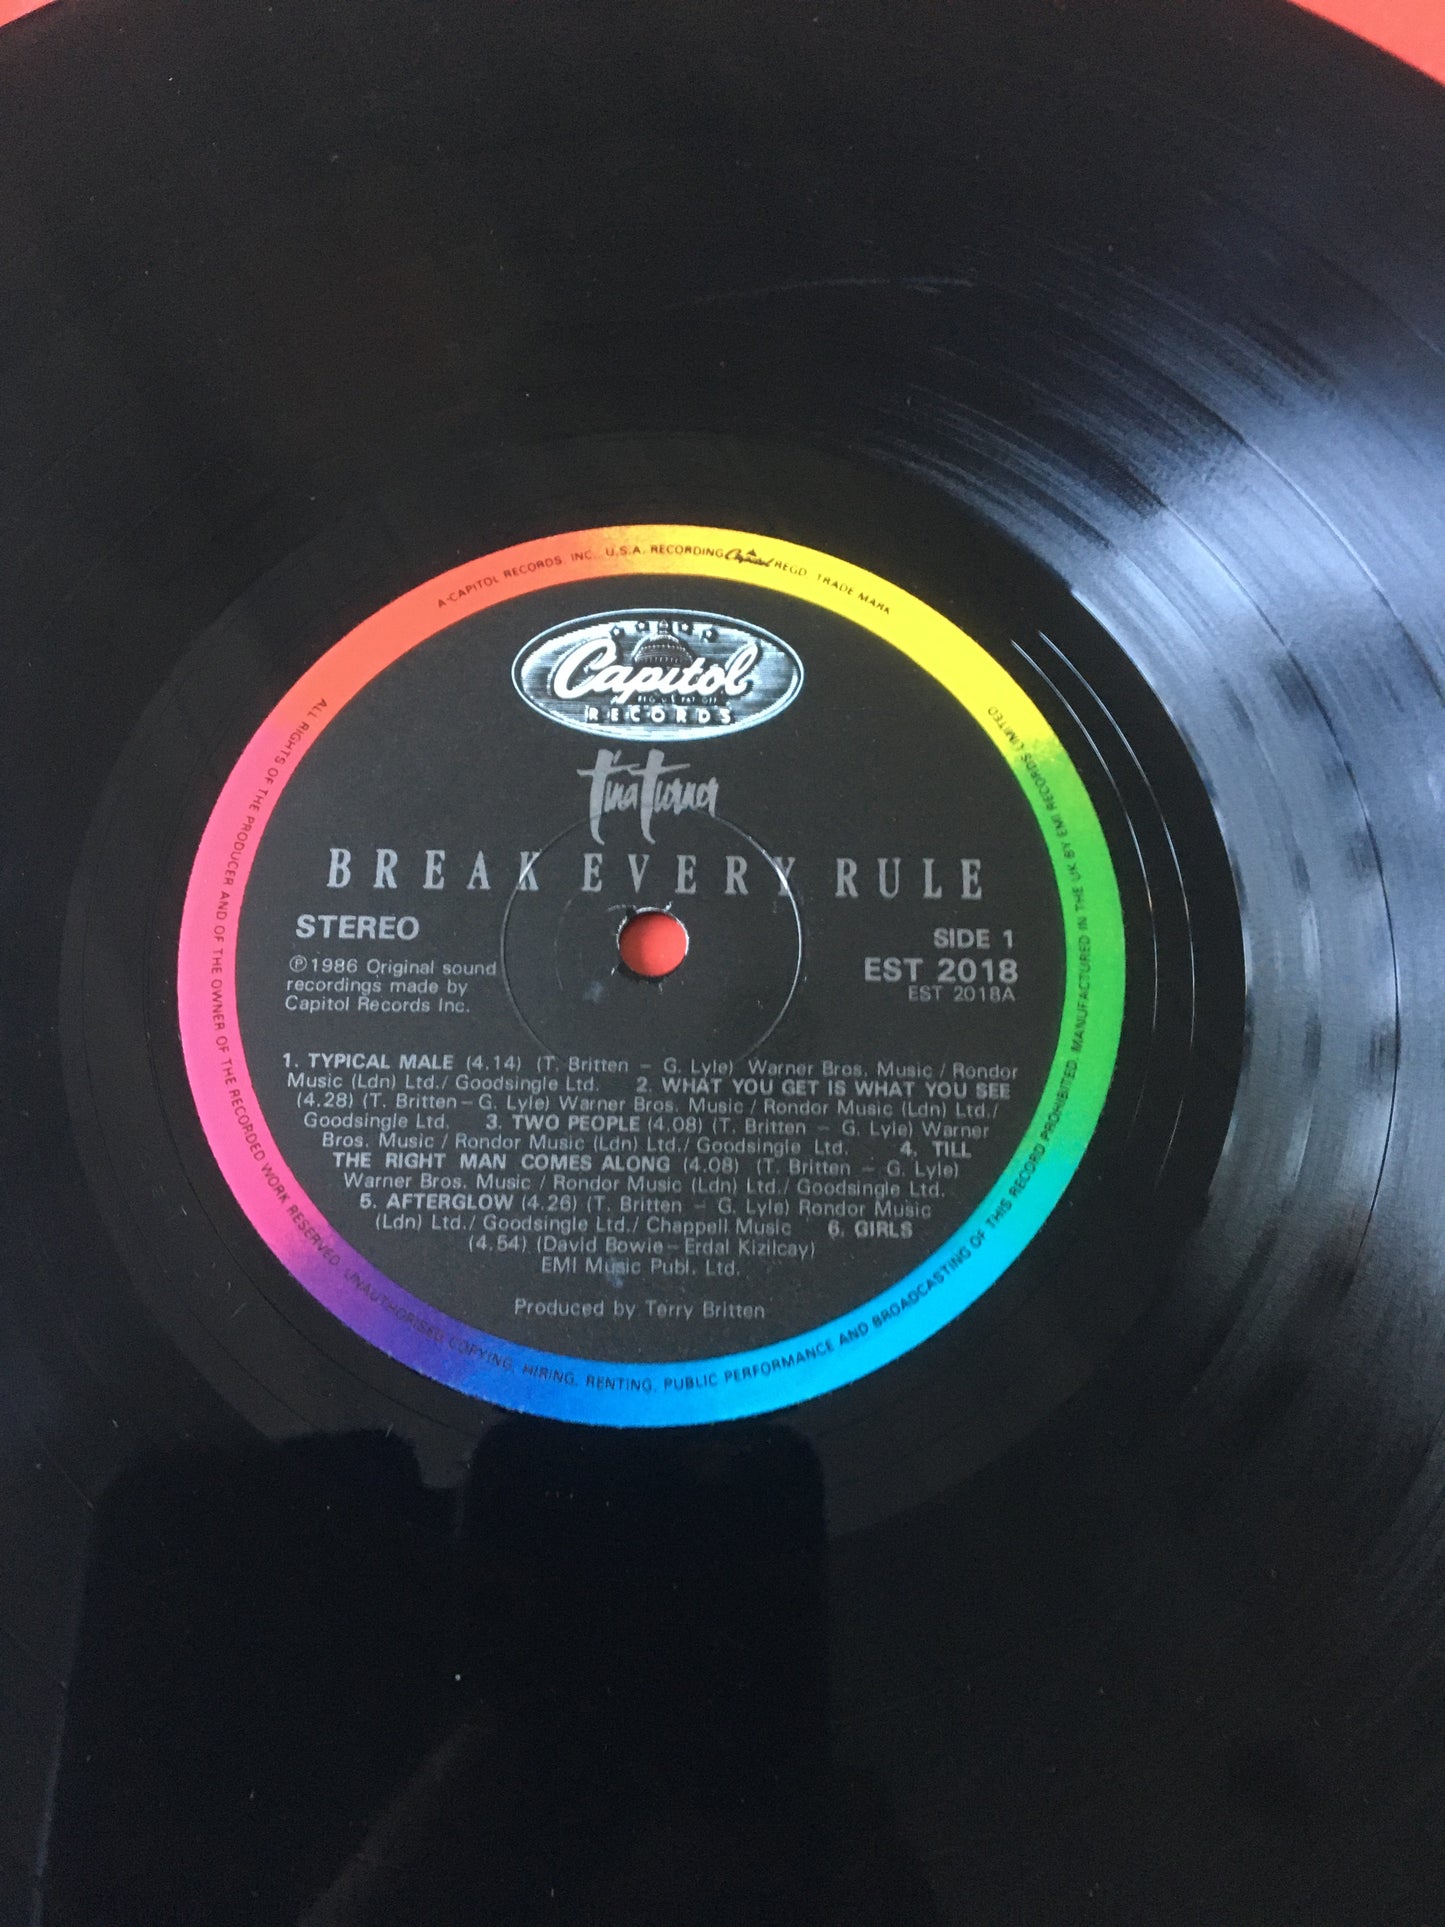 A-CAPITOL RECORDS, INC., U.S.A. RECORDING Capitol REGD. TRADE MARK
Capitol
REG. U.S. PAT. OFF.
RECORDS
Tina Turner
BREAK EVERY RULE
STEREO
SIDE 1
℗1986 Original sound
recordings made by
Capitol Records Inc.
EST 2018
EST 2018A
1. TYPICAL MALE (4.14) (T. Britten – G. Lyle) Warner Bros. Music / Rondor
Music (Ldn) Ltd./ Goodsingle Ltd. 2. WHAT YOU GET IS WHAT YOU SEE
(4.28) (T. Britten – G. Lyle) Warner Bros. Music / Rondor Music (Ldn) Ltd./
Goodsingle Ltd. 3. TWO PEOPLE (4.08) (T. Britten – G. Lyle) Warner
Bros. Music / Rondor Music (Ldn) Ltd./ Goodsingle Ltd. 4. TILL
THE RIGHT MAN COMES ALONG (4.08) (T. Britten – G. Lyle)
Warner Bros. Music / Rondor Music (Ldn) Ltd./ Goodsingle Ltd.
5. AFTERGLOW (4.26) (T. Britten – G. Lyle) Rondor Music
(Ldn) Ltd./ Goodsingle Ltd./ Chappell Music 6. GIRLS
(4.54) (David Bowie – Erdal Kizilcay)
EMI Music Publ. Ltd.
Produced by Terry Britten
ALL RIGHTS OF THE PRODUCER AND OF THE OWNER OF THE RECORDED WORK RESERVED. UNAUTHORISED COPYING, HIRING, RENTING, PUBLIC PERFORMANCE AND BROADCASTING OF THIS RECORD PROHIBITED. MANUFACTURED IN THE UK BY EMI RECORDS LIMITED